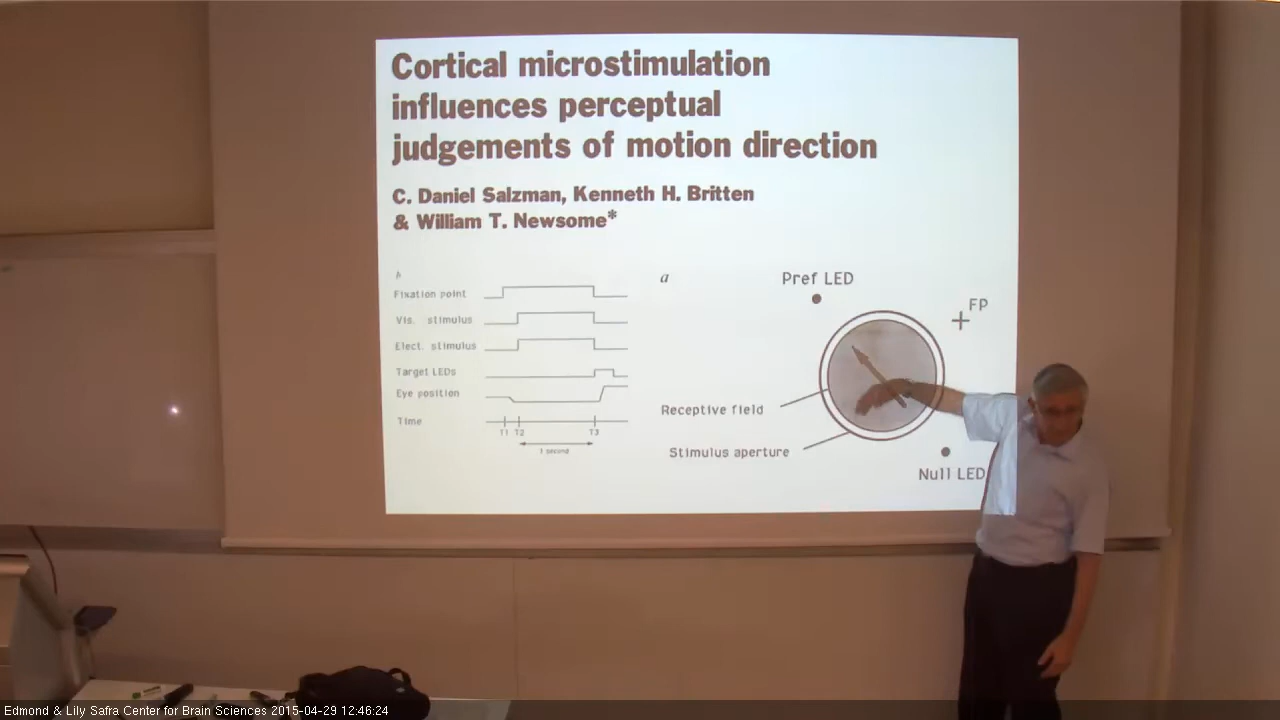 Cortical microstimulation
influences perceptual
judgements of motion direction
C. Daniel Salzman, Kenneth H. Britten
& William T. Newsome*
b
Fixation point
Vis. stimulus
Elect. stimulus
Target LEDs
Eye position
Time
T1 T2 T3
1 second
a
Pref LED
FP
Receptive field
Stimulus aperture
Null LED
Edmond & Lily Safra Center for Brain Sciences 2015-04-29 12:46:24